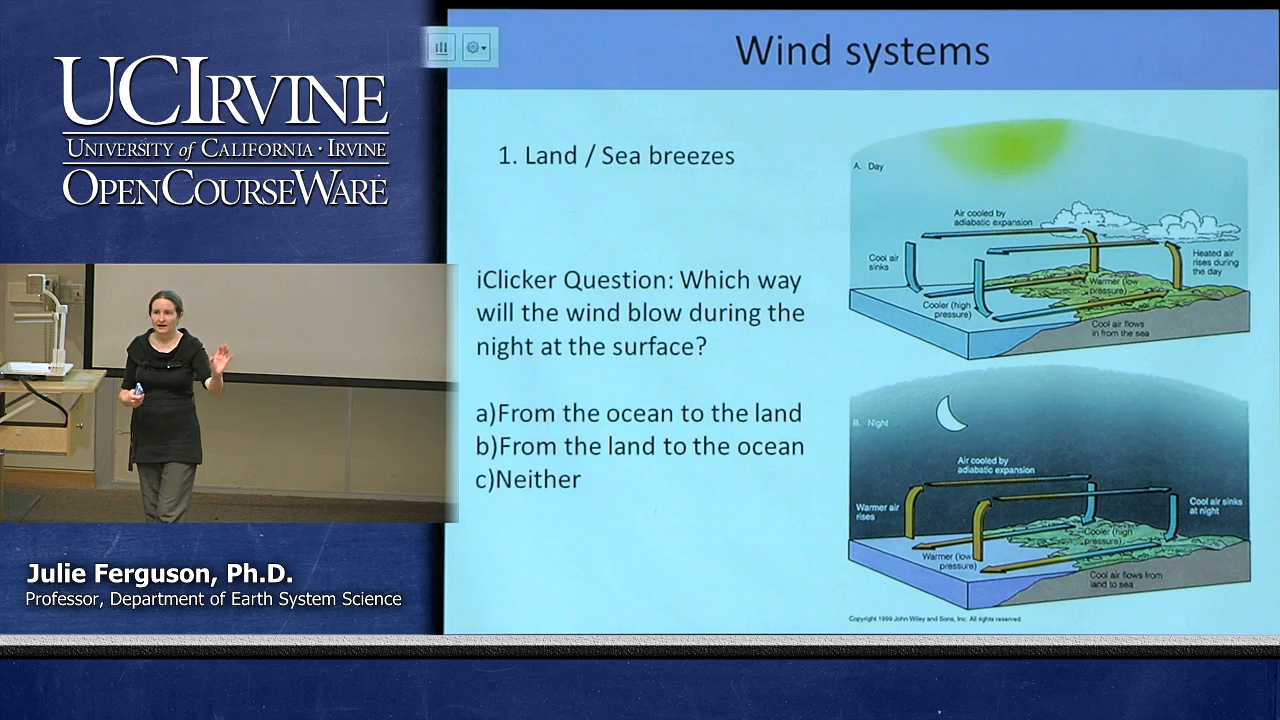 UCIRVINE
UNIVERSITY of CALIFORNIA · IRVINE
OPENCOURSEWARE
Julie Ferguson, Ph.D.
Professor, Department of Earth System Science
Wind systems
1. Land / Sea breezes
iClicker Question: Which way
will the wind blow during the
night at the surface?
a)From the ocean to the land
b)From the land to the ocean
c)Neither
A. Day
Air cooled by
adiabatic expansion
Cool air
sinks
Heated air
rises during
the day
Warmer (low
pressure)
Cooler (high
pressure)
Cool air flows
in from the sea
B. Night
Air cooled by
adiabatic expansion
Warmer air
rises
Cool air sinks
at night
Cooler (high
pressure)
Warmer (low
pressure)
Cool air flows from
land to sea
Copyright 1999 John Wiley and Sons, Inc. All rights reserved.